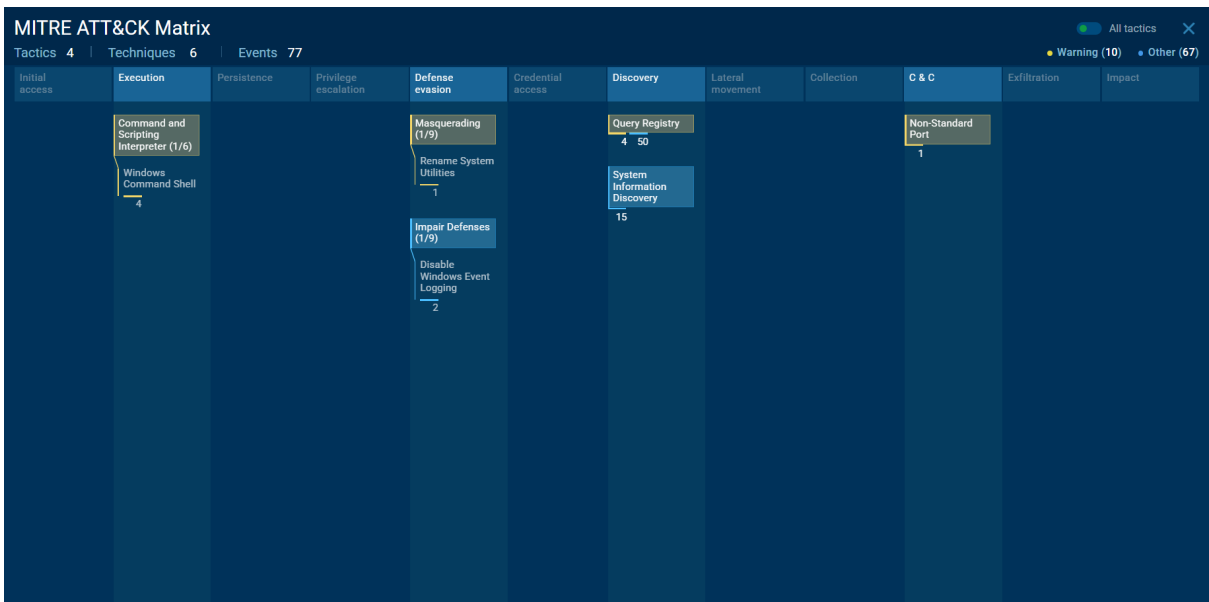 MITRE ATT&CK Matrix
All tactics
Tactics 4 | Techniques 6 | Events 77
Warning (10) Other (67)
Initial access
Execution
Persistence
Privilege escalation
Defense evasion
Credential access
Discovery
Lateral movement
Collection
C & C
Exfiltration
Impact
Command and
Scripting
Interpreter (1/6)
Windows
Command Shell
4
Masquerading
(1/9)
Rename System
Utilities
1
Impair Defenses
(1/9)
Disable
Windows Event
Logging
2
Query Registry
4 50
System
Information
Discovery
15
Non-Standard
Port
1